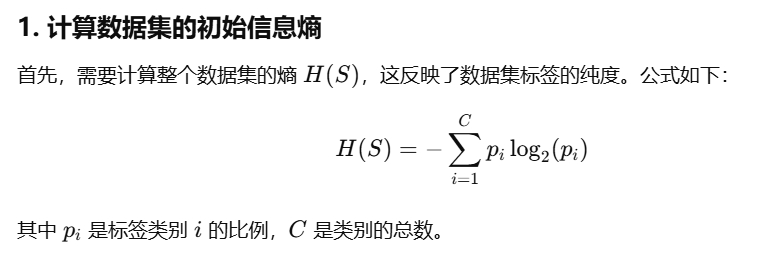 1. 计算数据集的初始信息熵
首先，需要计算整个数据集的熵 H(S)，这反映了数据集标签的纯度。公式如下：
H(S) = −∑_{i=1}^{C} p_i log_2(p_i)
其中 p_i 是标签类别 i 的比例，C 是类别的总数。